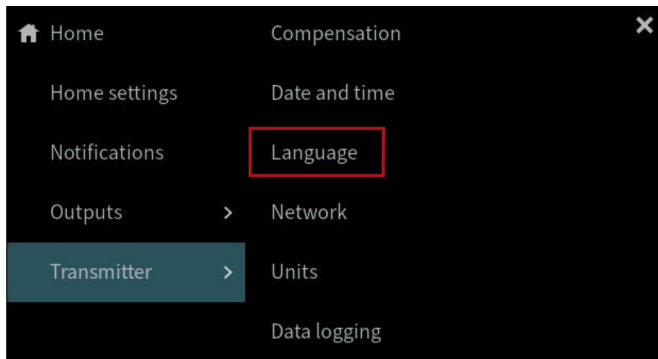 Home
Home settings
Notifications
Outputs
Transmitter
Compensation
Date and time
Language
Network
Units
Data logging